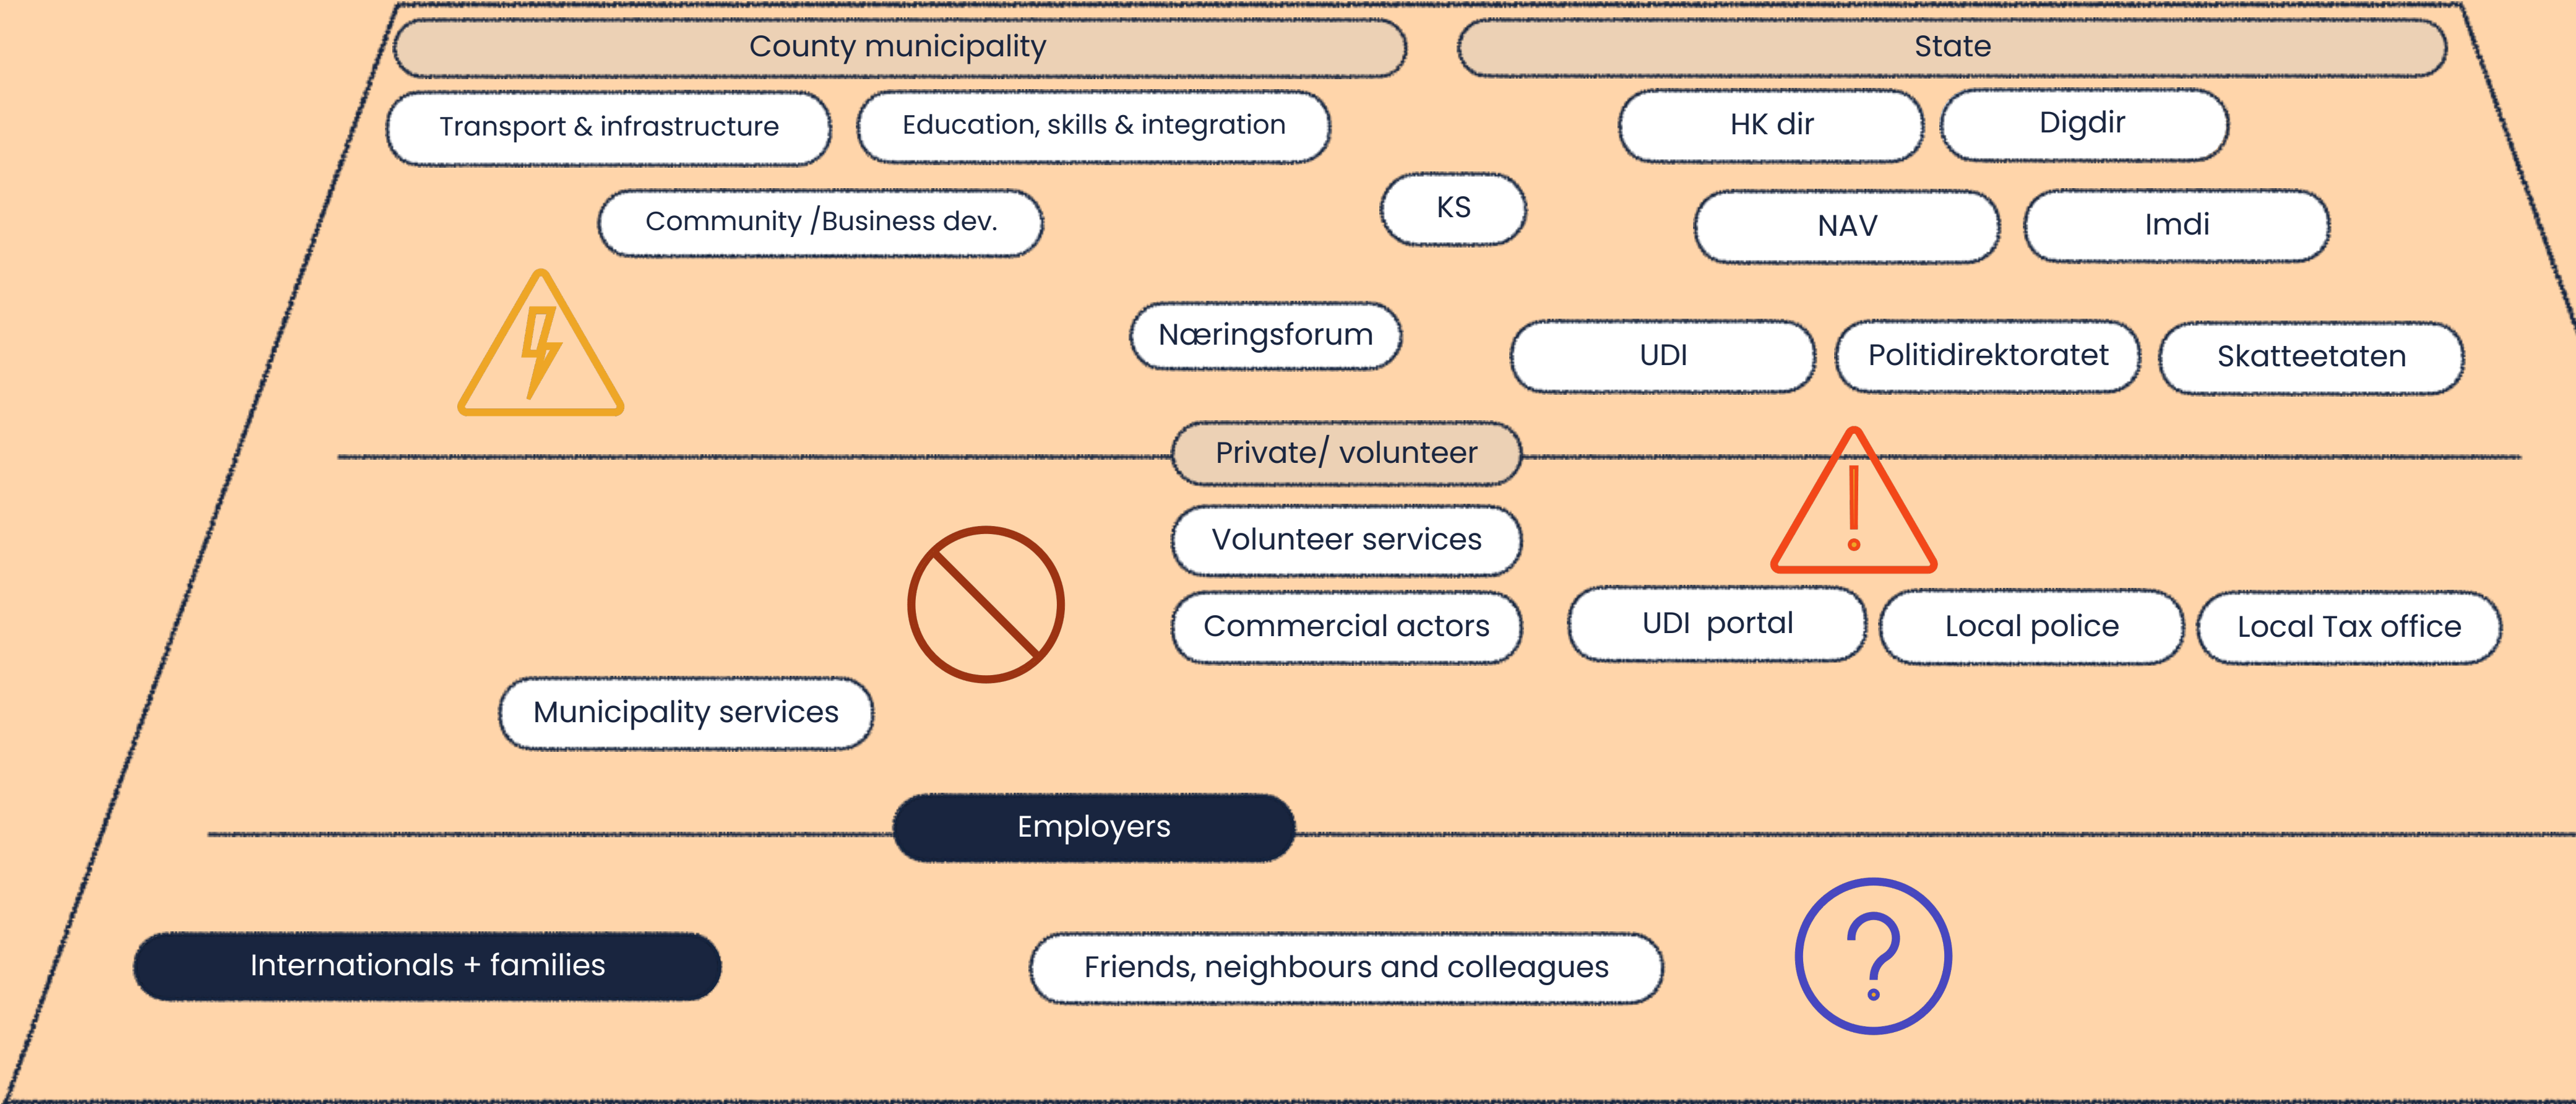 County municipality
State
Transport & infrastructure
Education, skills & integration
HK dir
Digdir
Community /Business dev.
KS
NAV
Imdi
Næringsforum
UDI
Politidirektoratet
Skatteetaten
Private/ volunteer
Volunteer services
Commercial actors
UDI portal
Local police
Local Tax office
Municipality services
Employers
Internationals + families
Friends, neighbours and colleagues